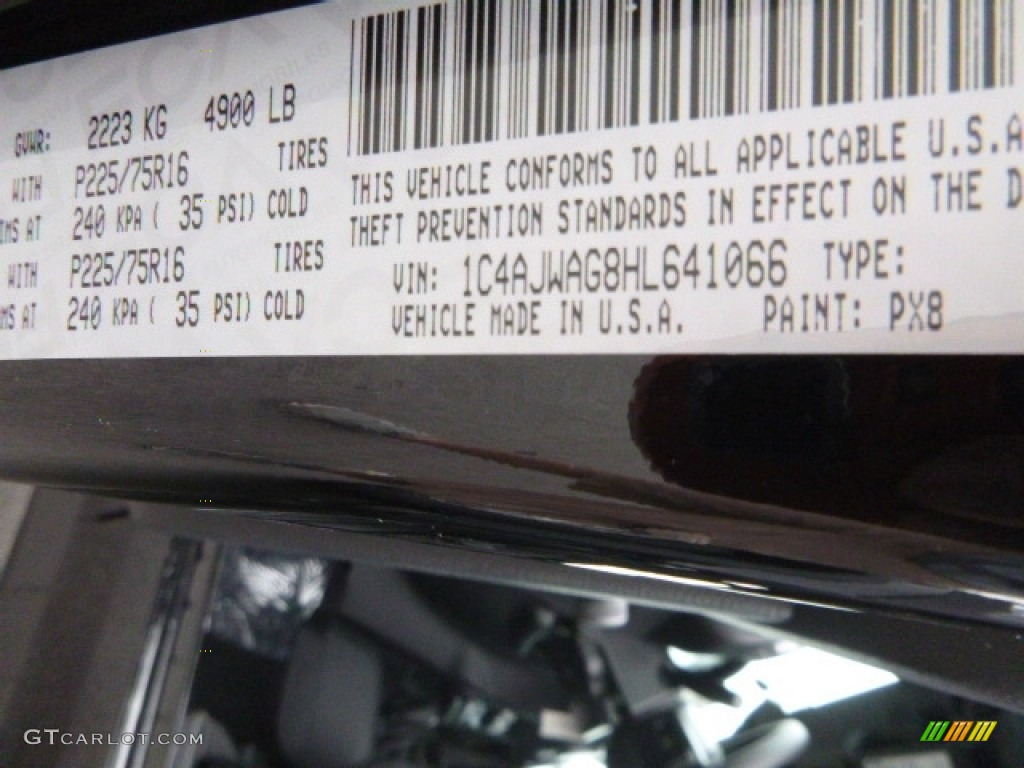 GVWR: 2223 KG 4900 LB
WITH P225/75R16 TIRES
MS AT 240 KPA ( 35 PSI) COLD
WITH P225/75R16 TIRES
MS AT 240 KPA ( 35 PSI) COLD
THIS VEHICLE CONFORMS TO ALL APPLICABLE U.S.A
THEFT PREVENTION STANDARDS IN EFFECT ON THE D
VIN: 1C4AJWAG8HL641066 TYPE:
VEHICLE MADE IN U.S.A. PAINT: PX8
GTCARLOT.COM